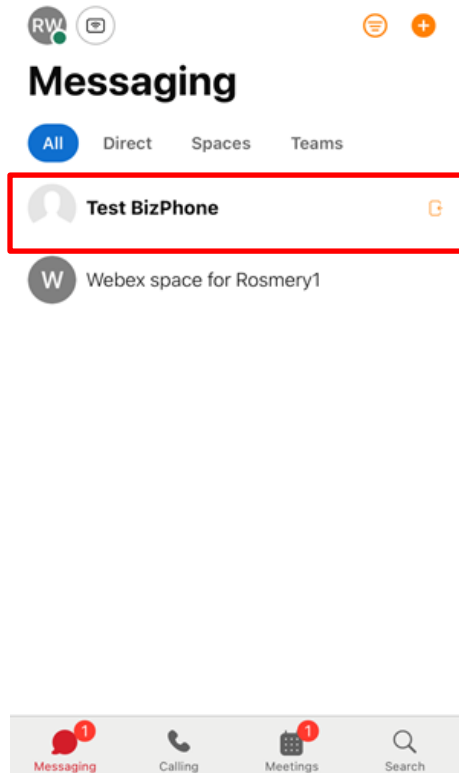 RW
Messaging
All Direct Spaces Teams
Test BizPhone
W Webex space for Rosmery1
1 1
Messaging Calling Meetings Search